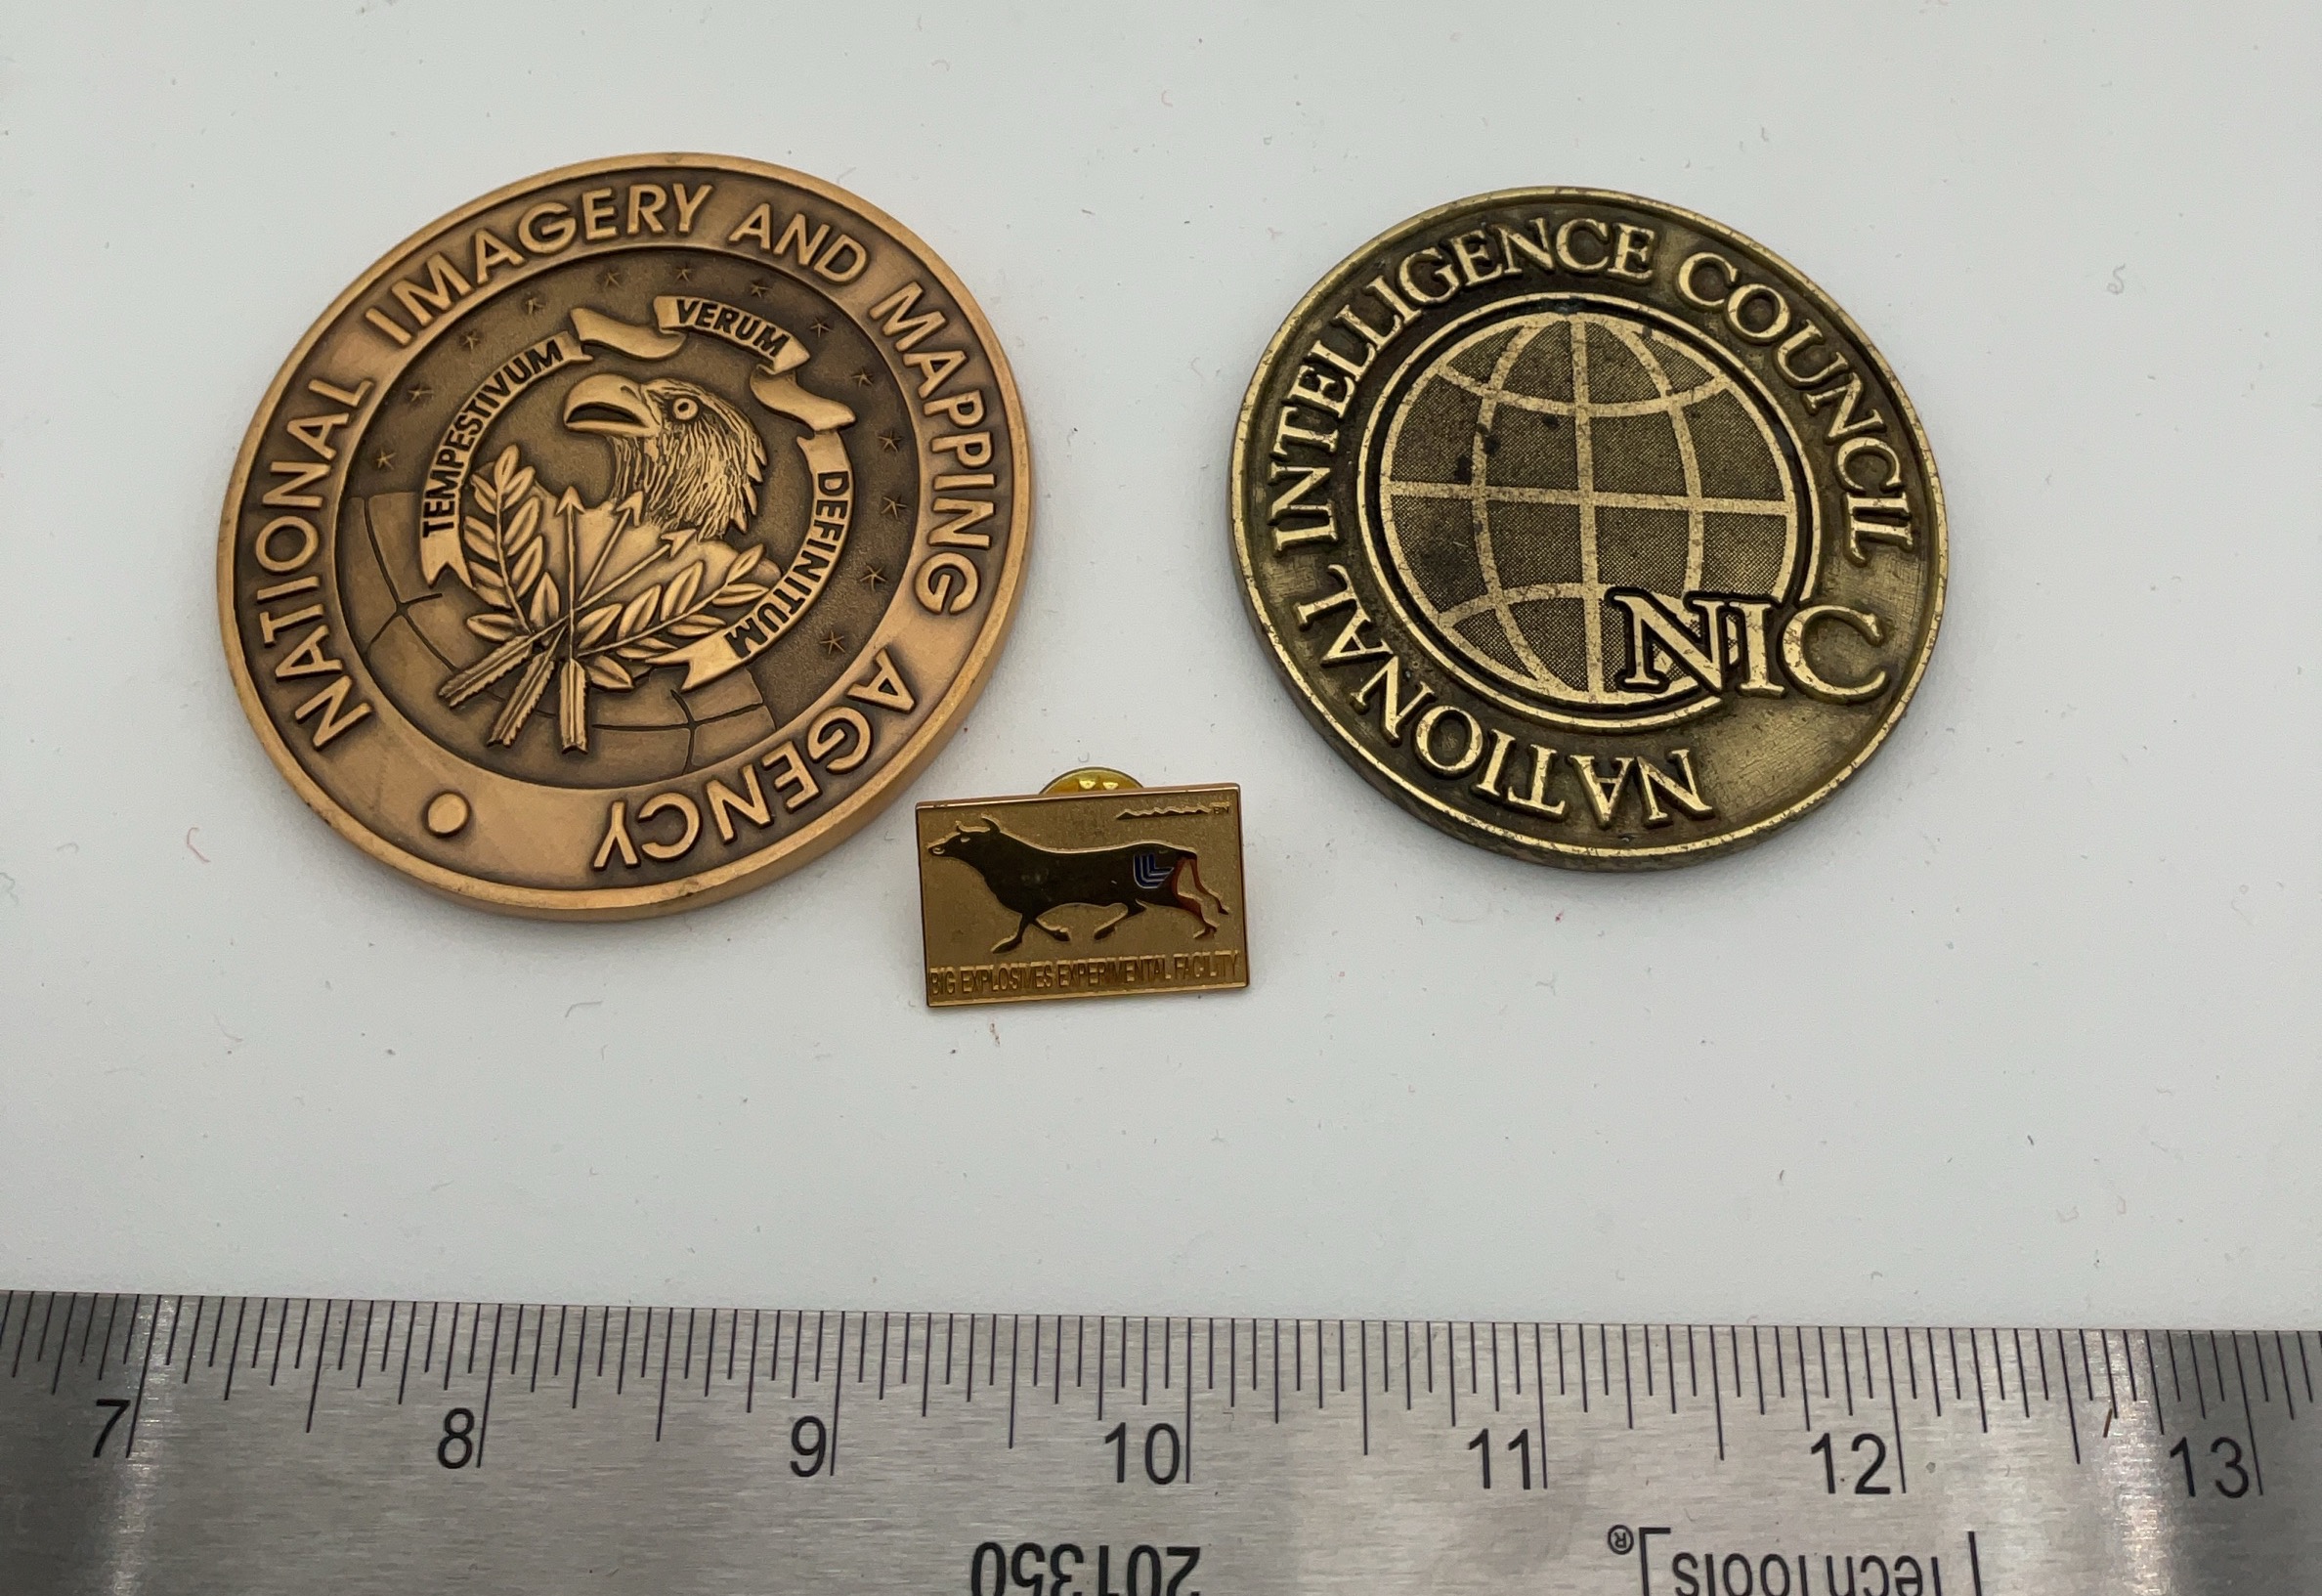 NATIONAL IMAGERY AND MAPPING AGENCY
TEMPESTIVUM VERUM DEFINITUM
NATIONAL INTELLIGENCE COUNCIL
NIC
BIG EXPLOSIVES EXPERIMENTAL FACILITY
7 8 9 10 11 12 13
201350
TechTools®